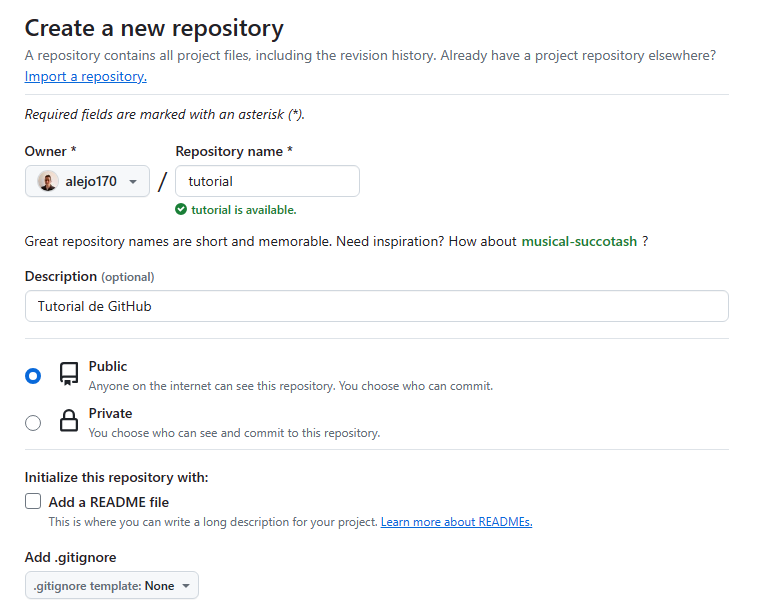 Create a new repository
A repository contains all project files, including the revision history. Already have a project repository elsewhere?
Import a repository.
Required fields are marked with an asterisk (*).
Owner * Repository name *
alejo170 / tutorial
tutorial is available.
Great repository names are short and memorable. Need inspiration? How about musical-succotash ?
Description (optional)
Tutorial de GitHub
Public
Anyone on the internet can see this repository. You choose who can commit.
Private
You choose who can see and commit to this repository.
Initialize this repository with:
Add a README file
This is where you can write a long description for your project. Learn more about READMEs.
Add .gitignore
.gitignore template: None